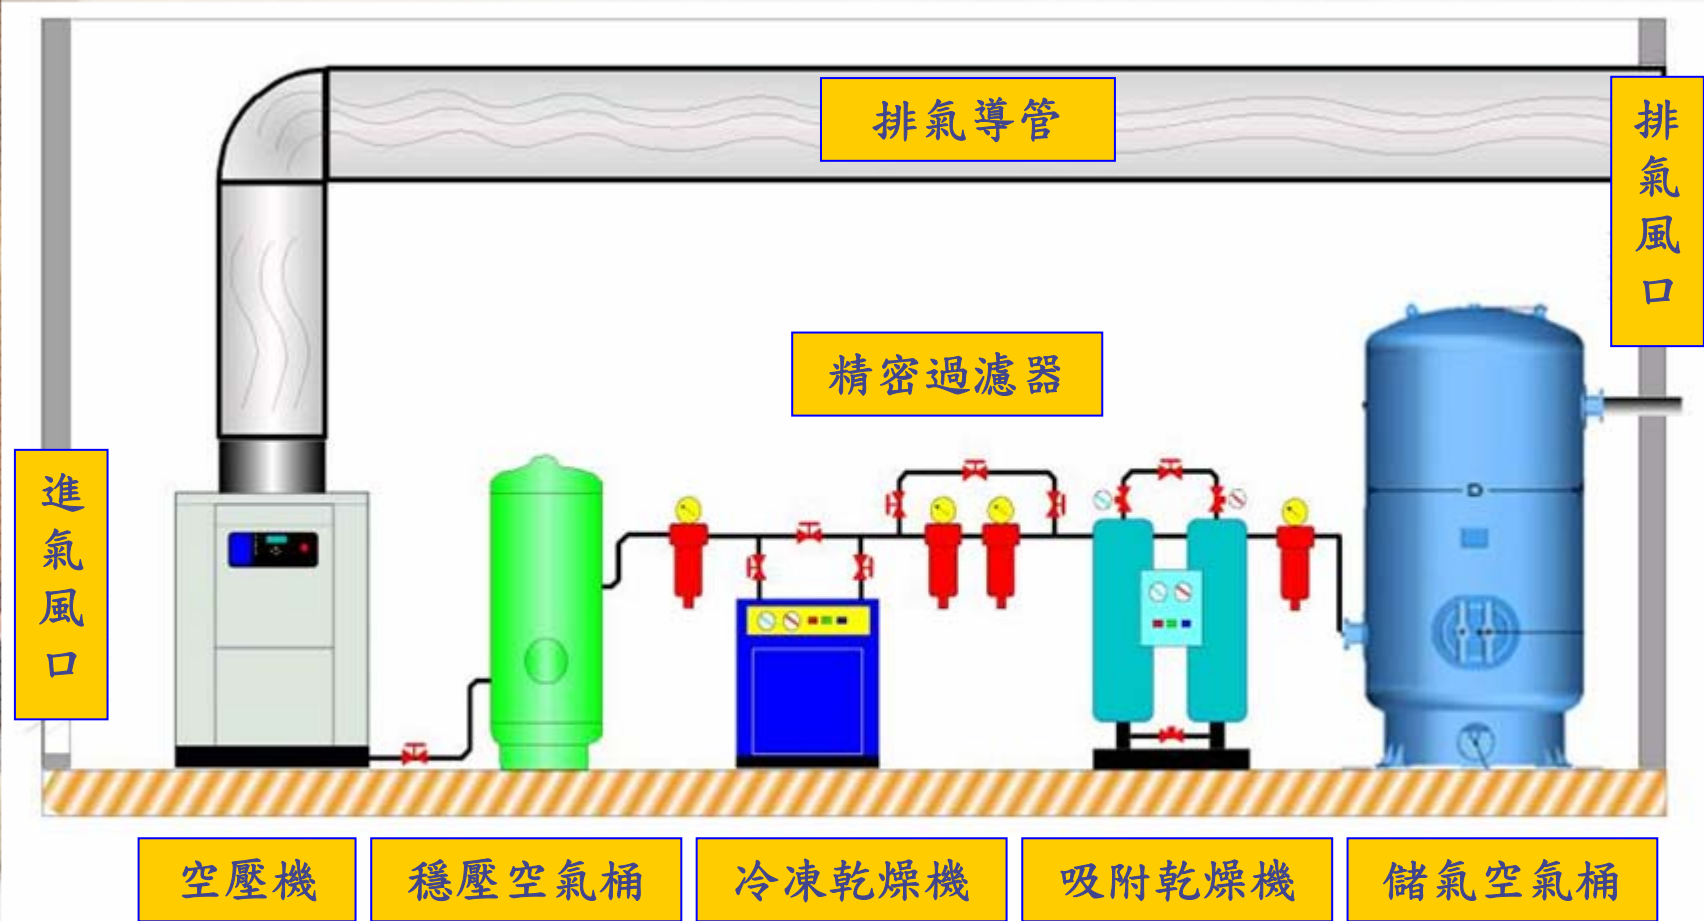 排氣導管
排氣風口
精密過濾器
進氣風口
D
空壓機
穩壓空氣桶
冷凍乾燥機
吸附乾燥機
儲氣空氣桶